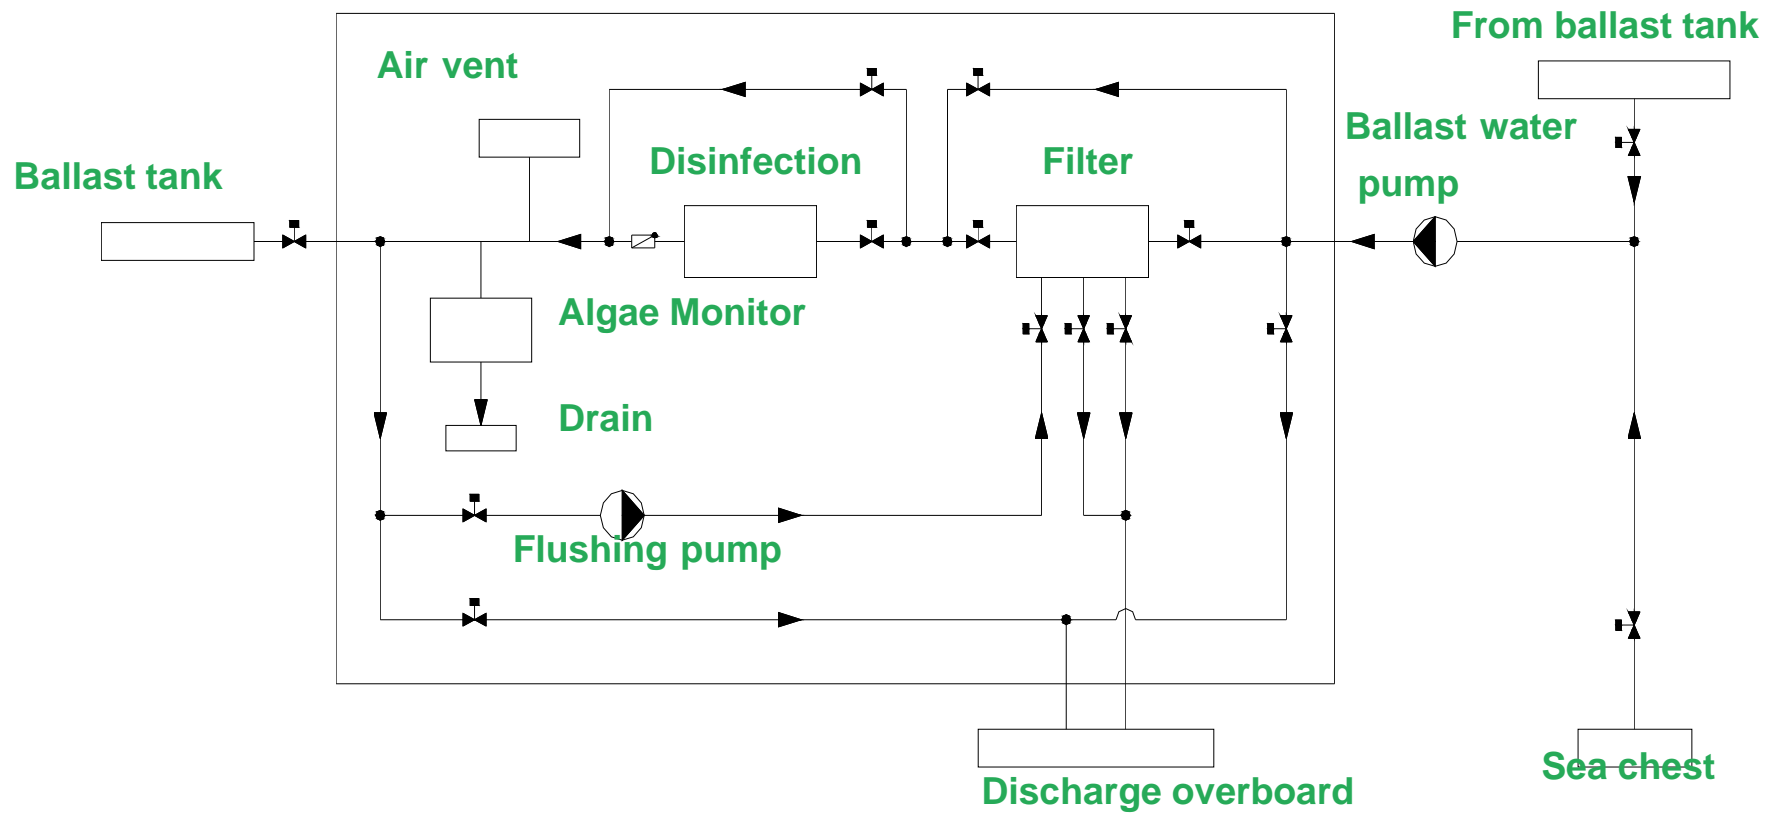 From ballast tank
Air vent
Ballast water
pump
Disinfection
Filter
Ballast tank
Algae Monitor
Drain
Flushing pump
Sea chest
Discharge overboard